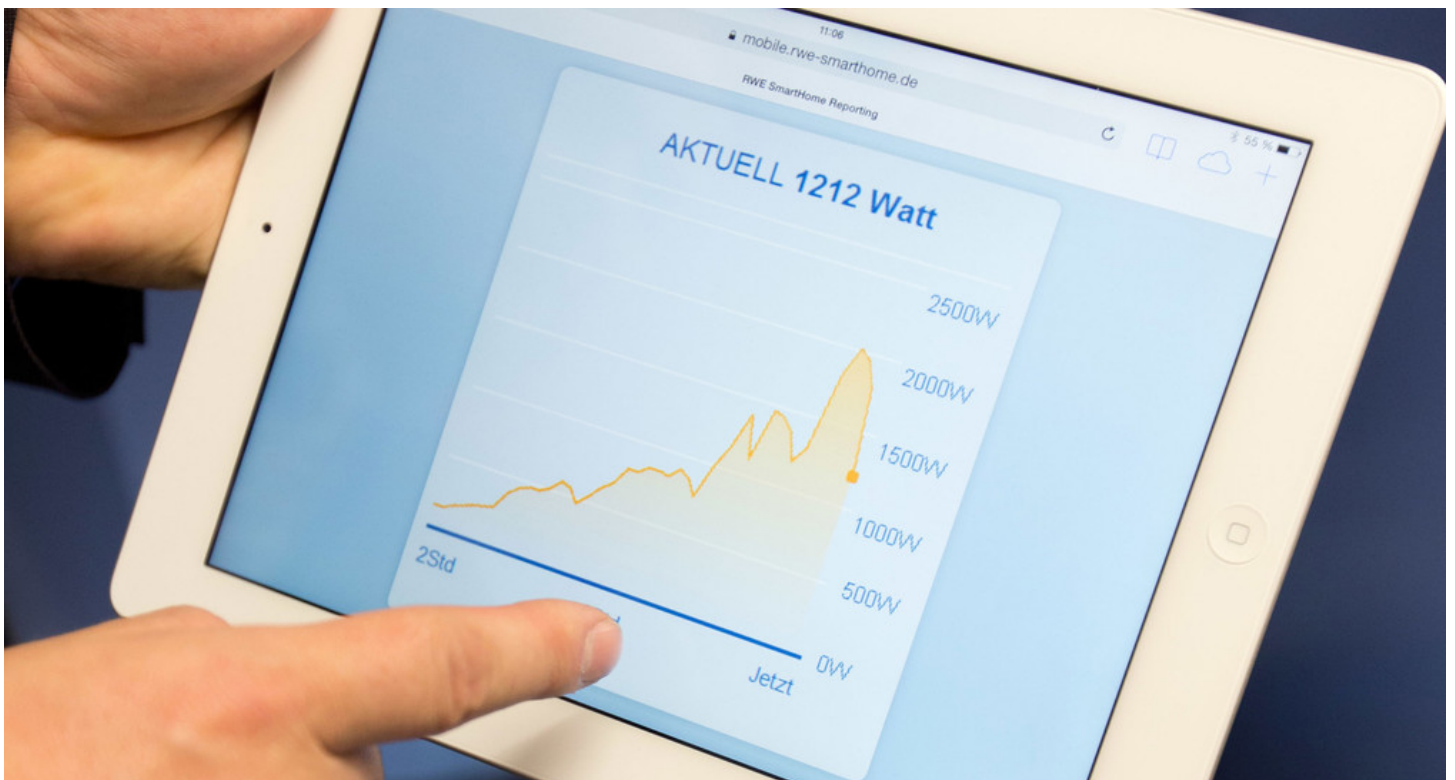 11:06
mobile.rwe-smarthome.de
55 %
RWE SmartHome Reporting
AKTUELL 1212 Watt
2500W
2000W
1500W
1000W
500W
0W
2Std
Jetzt